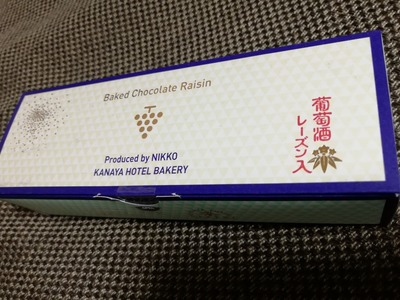 Baked Chocolate Raisin
Produced by NIKKO
KANAYA HOTEL BAKERY
葡萄酒
レーズン入